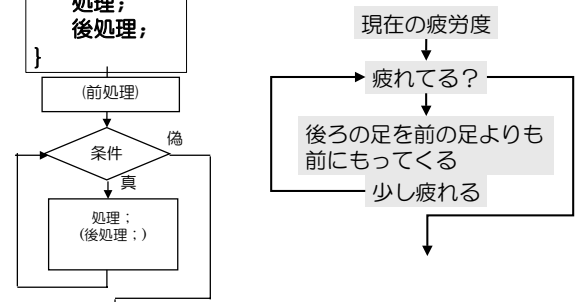 処理;
後処理;
}
(前処理)
条件
偽
真
処理；
(後処理；)
現在の疲労度
疲れてる？
後ろの足を前の足よりも
前にもってくる
少し疲れる